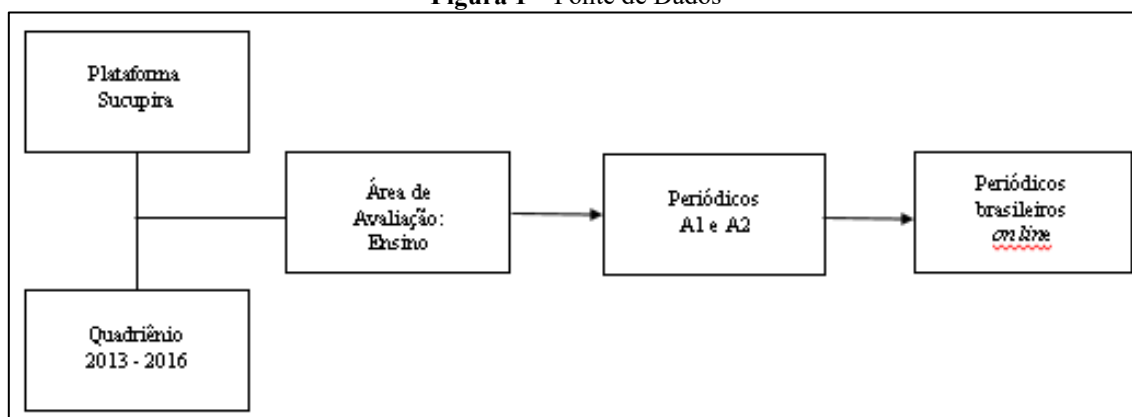 Figura 1 – Fonte de Dados
Plataforma
Sucupira
Quadriênio
2013 - 2016
Área de
Avaliação:
Ensino
Periódicos
A1 e A2
Periódicos
brasileiros
on line